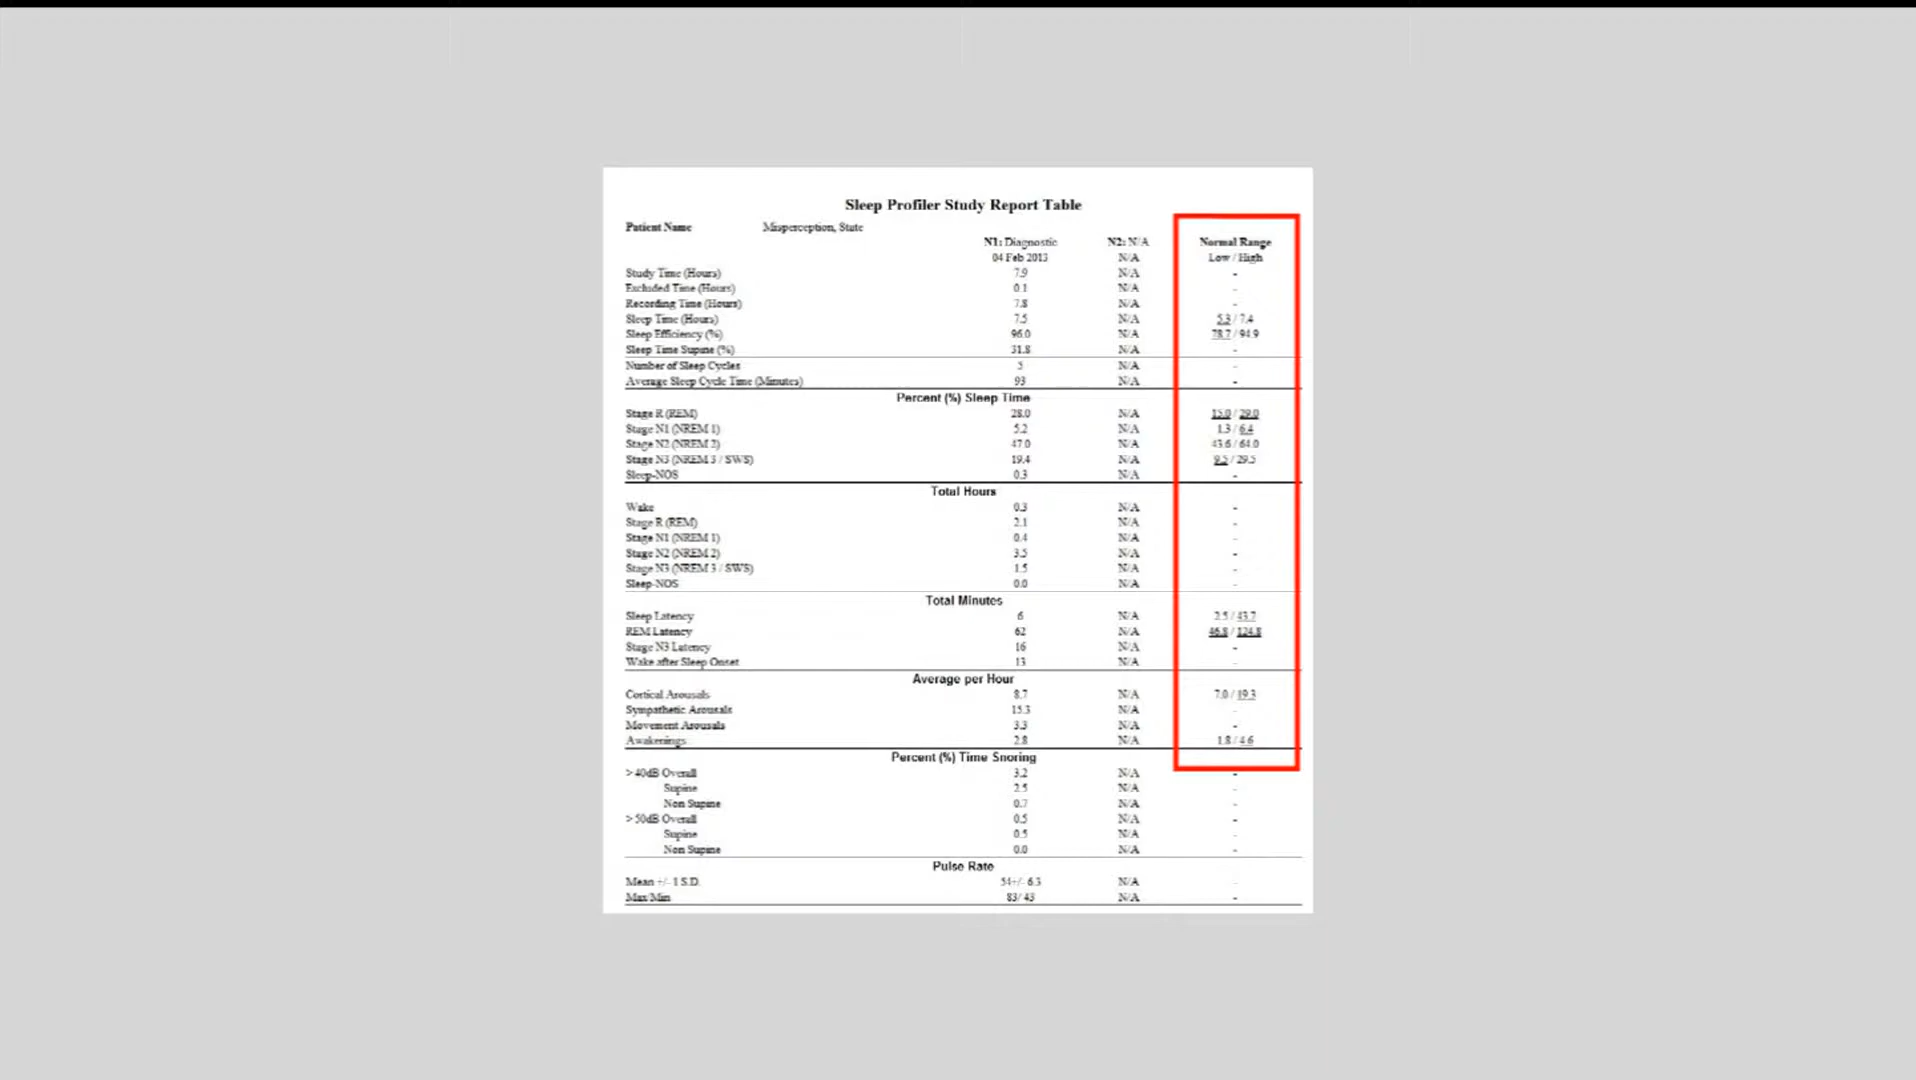 Sleep Profiler Study Report Table
Patient Name Misperception, State
N1: Diagnostic N2: N/A Normal Range
04 Feb 2013 N/A Low / High
Study Time (Hours) 7.9 N/A -
Excluded Time (Hours) 0.1 N/A -
Recording Time (Hours) 7.8 N/A -
Sleep Time (Hours) 7.5 N/A 5.3 / 7.4
Sleep Efficiency (%) 96.0 N/A 78.7 / 94.9
Sleep Time Supine (%) 31.8 N/A -
Number of Sleep Cycles 5 N/A -
Average Sleep Cycle Time (Minutes) 93 N/A -
Percent (%) Sleep Time
Stage R (REM) 28.0 N/A 15.0 / 29.0
Stage N1 (NREM 1) 5.2 N/A 1.3 / 6.4
Stage N2 (NREM 2) 47.0 N/A 43.6 / 64.0
Stage N3 (NREM 3 / SWS) 19.4 N/A 9.5 / 29.5
Sleep-NOS 0.3 N/A -
Total Hours
Wake 0.3 N/A -
Stage R (REM) 2.1 N/A -
Stage N1 (NREM 1) 0.4 N/A -
Stage N2 (NREM 2) 3.5 N/A -
Stage N3 (NREM 3 / SWS) 1.5 N/A -
Sleep-NOS 0.0 N/A -
Total Minutes
Sleep Latency 6 N/A 2.5 / 43.7
REM Latency 62 N/A 46.8 / 124.8
Stage N3 Latency 16 N/A -
Wake after Sleep Onset 13 N/A -
Average per Hour
Cortical Arousals 8.7 N/A 7.0 / 19.3
Sympathetic Arousals 15.3 N/A -
Movement Arousals 3.3 N/A -
Awakenings 2.8 N/A 1.8 / 4.6
Percent (%) Time Snoring
> 40dB Overall 3.2 N/A -
Supine 2.5 N/A -
Non Supine 0.7 N/A -
> 50dB Overall 0.5 N/A -
Supine 0.5 N/A -
Non Supine 0.0 N/A -
Pulse Rate
Mean +/- 1 S.D. 54+/- 6.3 N/A -
Max/Min 83/ 43 N/A -